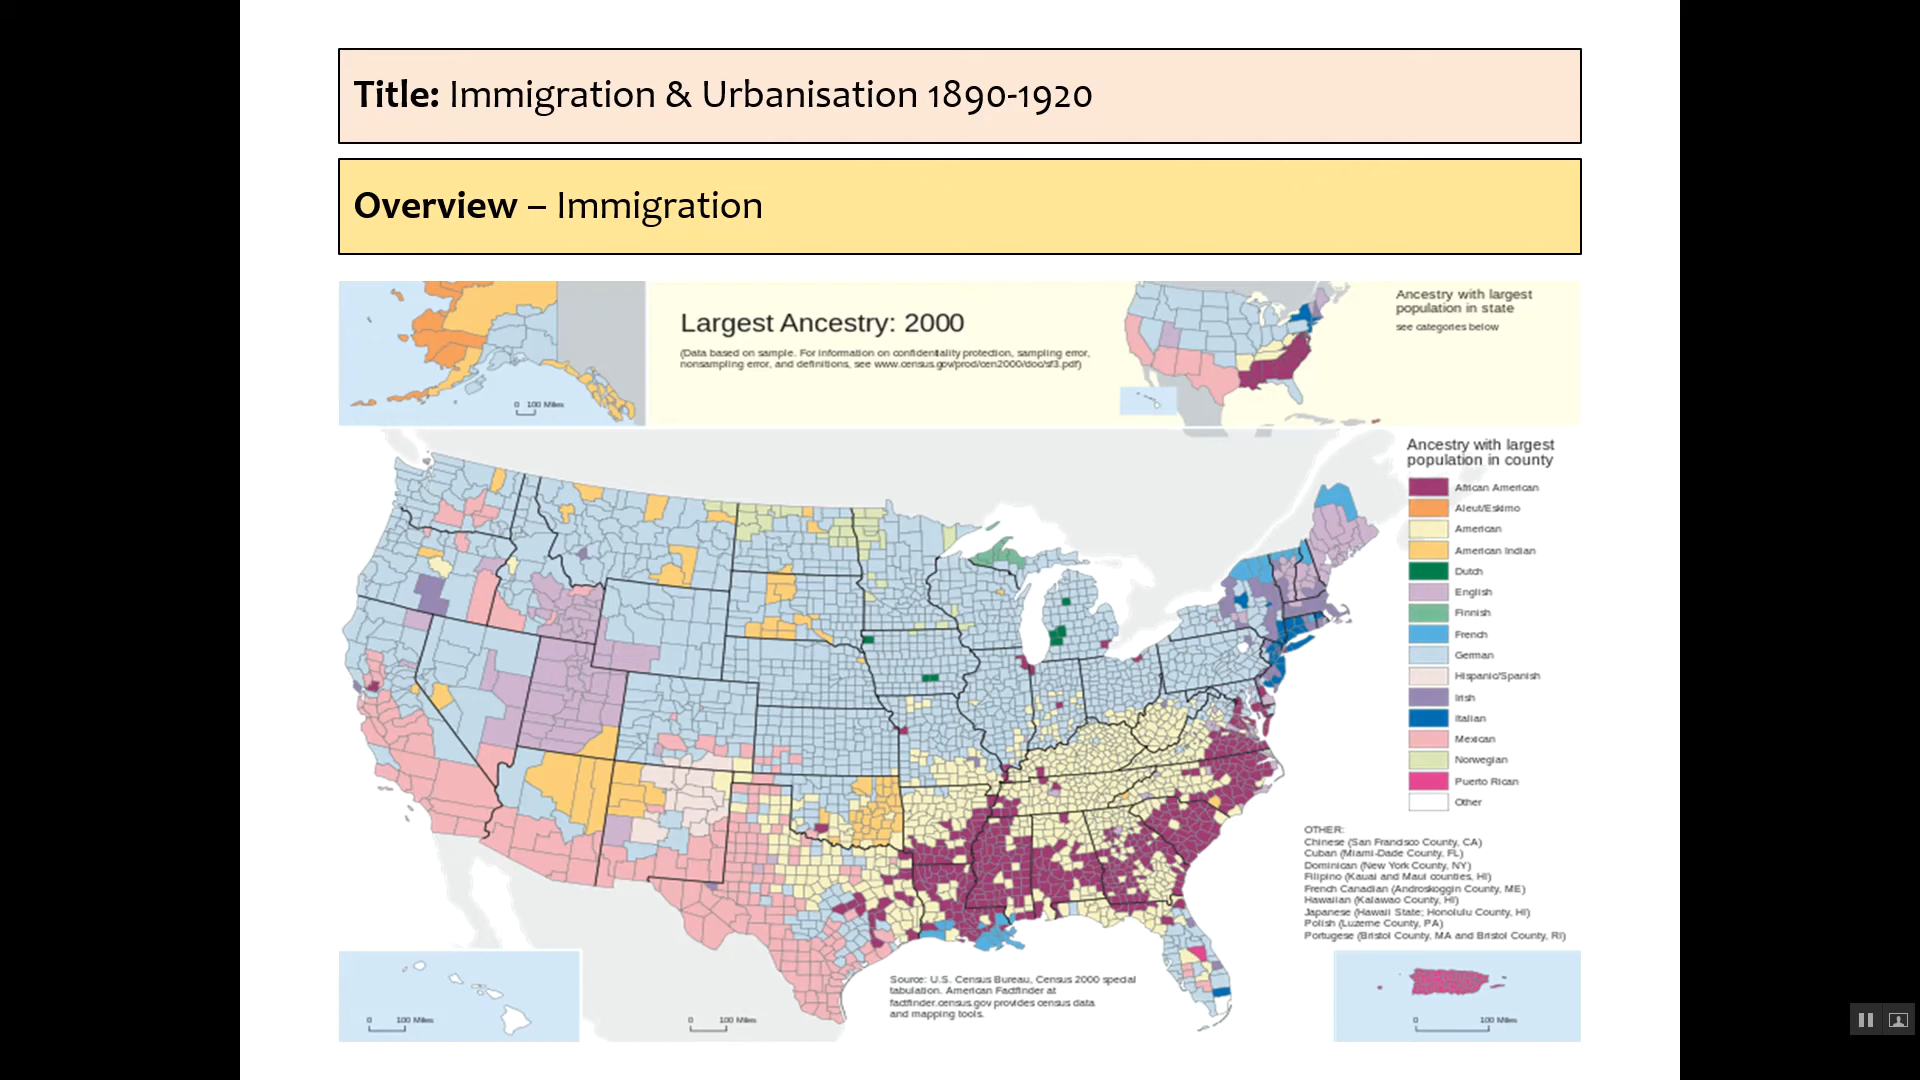 Title: Immigration & Urbanisation 1890-1920
Overview – Immigration
Largest Ancestry: 2000
(Data based on sample. For information on confidentiality protection, sampling error,
nonsampling error, and definitions, see www.census.gov/prod/cen2000/doc/sf3.pdf)
Ancestry with largest
population in state
see categories below
0 100 Miles
Ancestry with largest
population in county
African American
Aleut/Eskimo
American
American Indian
Dutch
English
Finnish
French
German
Hispanic/Spanish
Irish
Italian
Mexican
Norwegian
Puerto Rican
Other
OTHER:
Chinese (San Francisco County, CA)
Cuban (Miami-Dade County, FL)
Dominican (New York County, NY)
Filipino (Kauai and Maui counties, HI)
French Canadian (Androskoggin County, ME)
Hawaiian (Kalawao County, HI)
Japanese (Hawaii State; Honolulu County, HI)
Polish (Luzerne County, PA)
Portugese (Bristol County, MA and Bristol County, RI)
Source: U.S. Census Bureau, Census 2000 special
tabulation. American Factfinder at
factfinder.census.gov provides census data
and mapping tools.
0 100 Miles
0 100 Miles
0 100 Miles